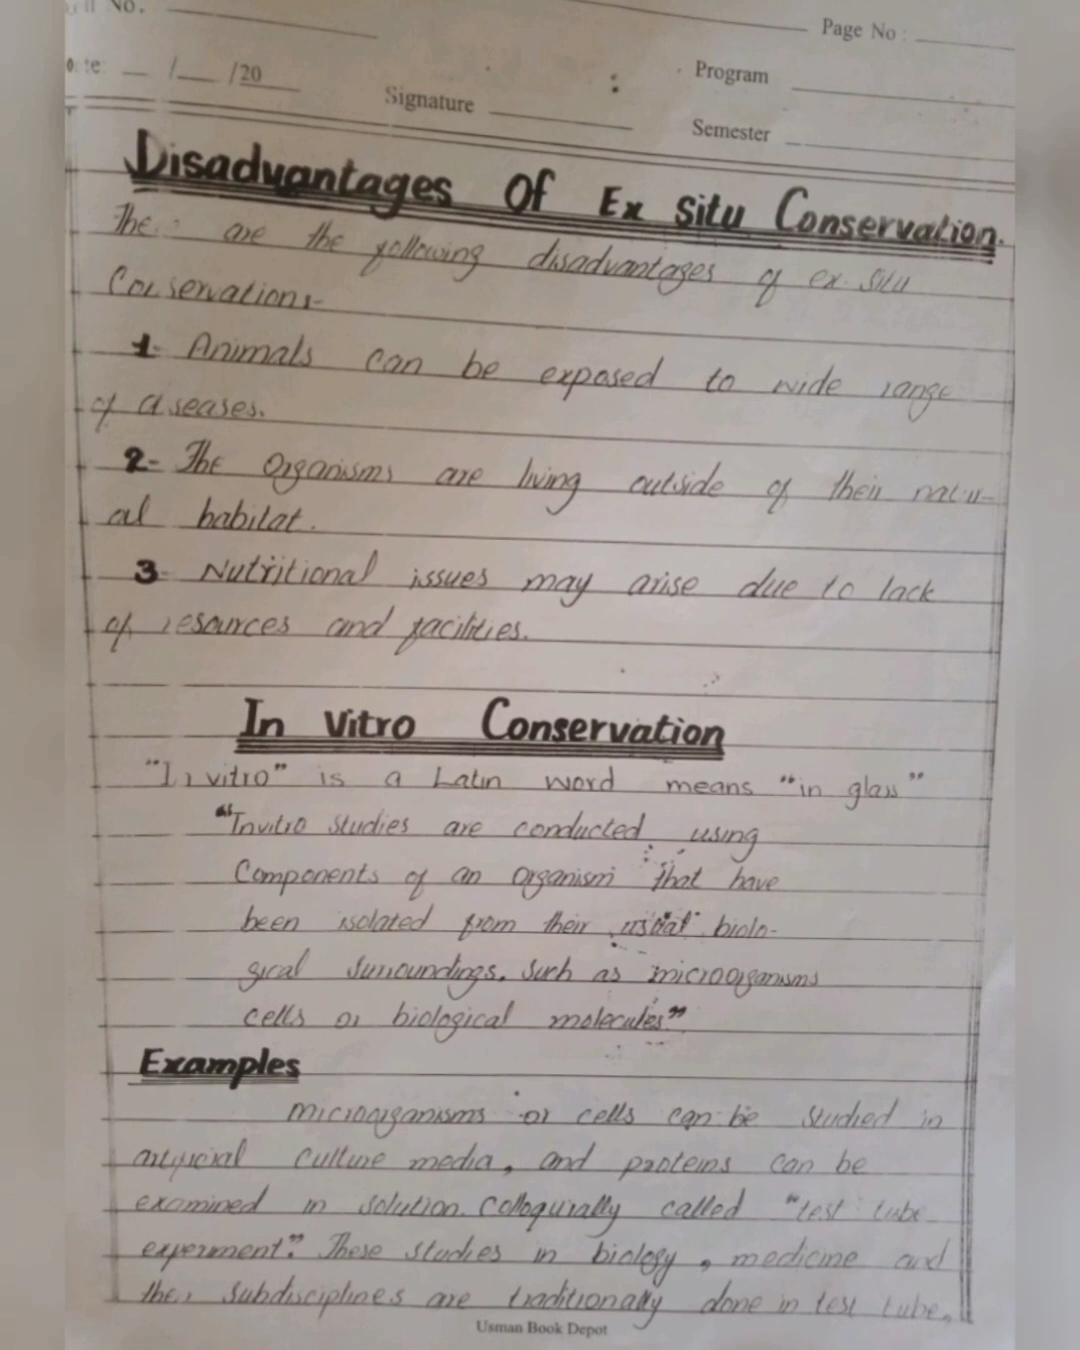 No.
Page No :
/ /20
Signature
Program
Semester
Disadvantages Of Ex situ Conservation.
The are the following disadvantages of ex-situ
Conservation:-
1- Animals can be exposed to wide range
of diseases.
2- The Organisms are living outside of their natur-
al habitat.
3- Nutritional issues may arise due to lack
of resources and facilities.
In Vitro Conservation
"In vitro" is a Latin word means "in glass"
"Invitro studies are conducted using
Components of an organism that have
been isolated from their usual biolo-
gical surroundings. Such as microorganisms
cells or biological molecules"
Examples
microorganisms or cells can be studied in
artificial culture media, and proteins can be
examined in solution. Colloquially called "test tube
experiment". These studies in biology, medicine and
their subdisciplines are traditionally done in test tube,
Usman Book Depot